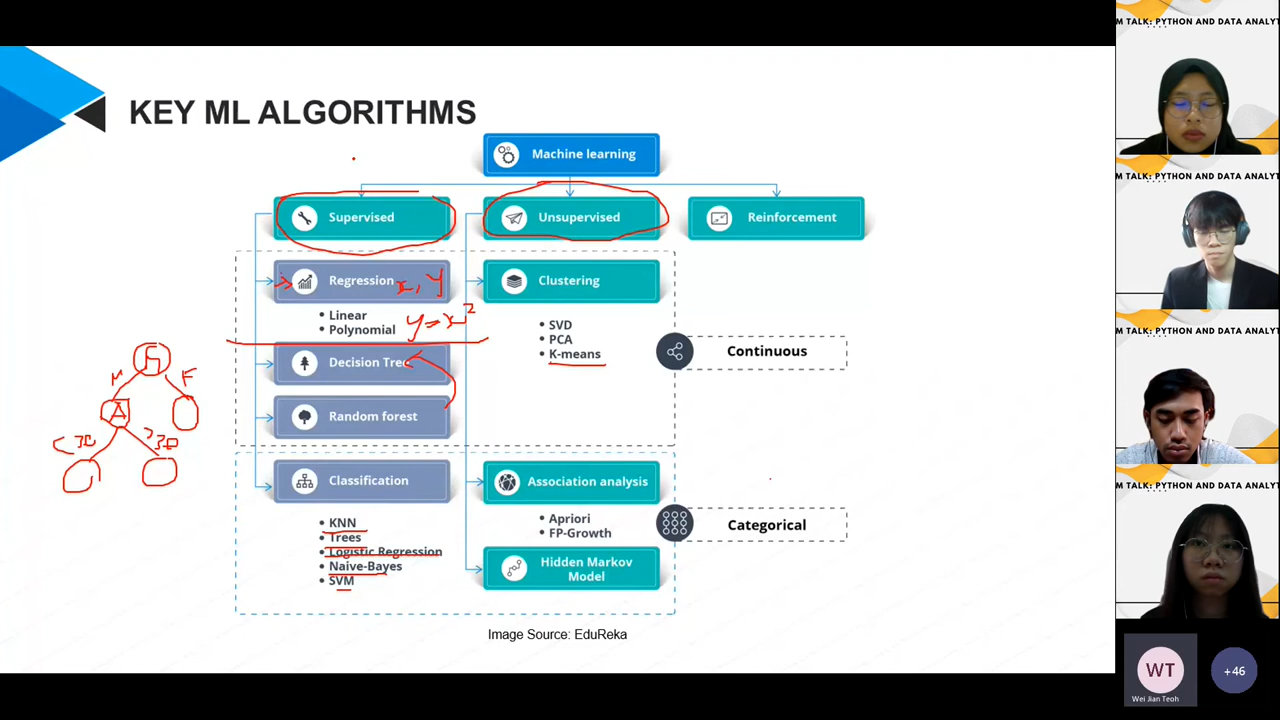 KEY ML ALGORITHMS
Machine learning
Supervised
Unsupervised
Reinforcement
Regression x, y
Linear
Polynomial
y = x²
Decision Tree
Random forest
Clustering
SVD
PCA
K-means
Continuous
G
M F
A
<30 >30
Classification
KNN
Trees
Logistic Regression
Naive-Bayes
SVM
Association analysis
Apriori
FP-Growth
Hidden Markov
Model
Categorical
Image Source: EduReka
M TALK: PYTHON AND DATA ANALYT
M TALK: PYTHON AND DATA ANALYT
M TALK: PYTHON AND DATA ANALYT
M TALK: PYTHON AND DATA ANALYT
WT
Wei Jian Teoh
+46